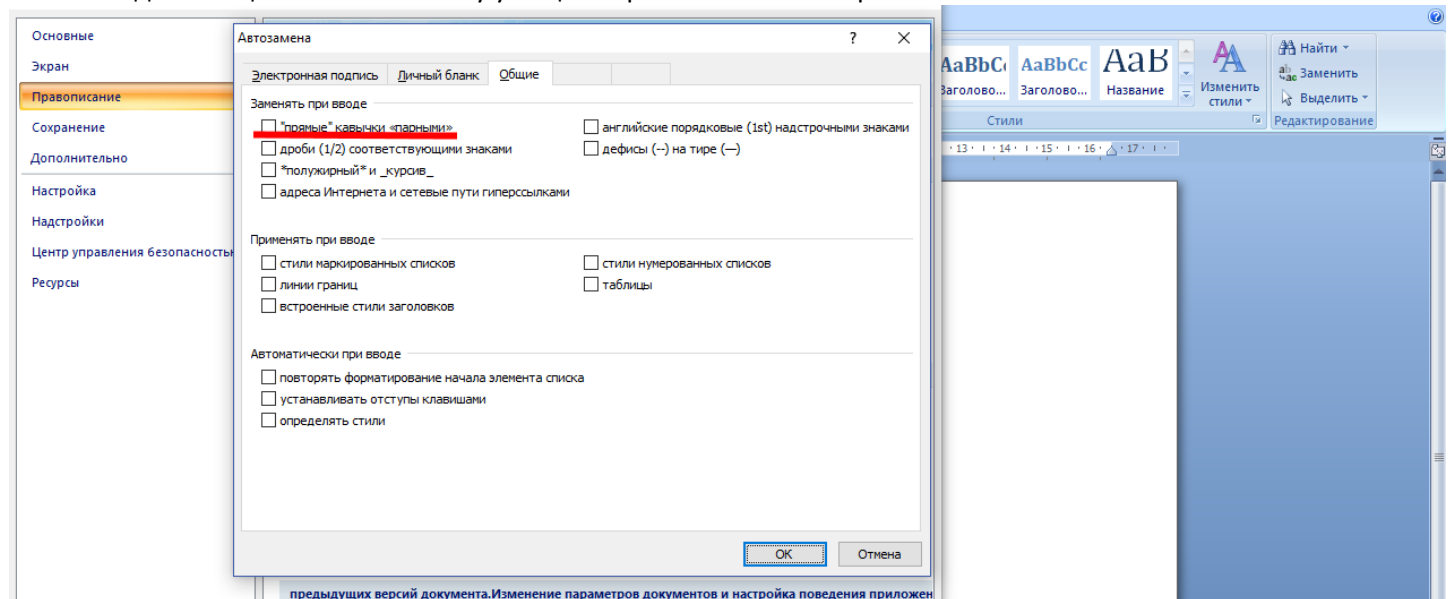 Основные
Экран
Правописание
Сохранение
Дополнительно
Настройка
Надстройки
Центр управления безопасностью
Ресурсы
Автозамена
? X
Электронная подпись Личный бланк Общие
Заменять при вводе
"прямые" кавычки «парными»
английские порядковые (1st) надстрочными знаками
дроби (1/2) соответствующими знаками
дефисы (--) на тире (—)
*полужирный* и _курсив_
адреса Интернета и сетевые пути гиперссылками
Применять при вводе
стили маркированных списков
стили нумерованных списков
линии границ
таблицы
встроенные стили заголовков
Автоматически при вводе
повторять форматирование начала элемента списка
устанавливать отступы клавишами
определять стили
ОК Отмена
AaBbCc AaBbCc АаВ
Заголово... Заголово... Название
Изменить
стили
Стили
Найти
Заменить
Выделить
Редактирование
13 14 15 16 17
предыдущих версий документа.Изменение параметров документов и настройка поведения приложен